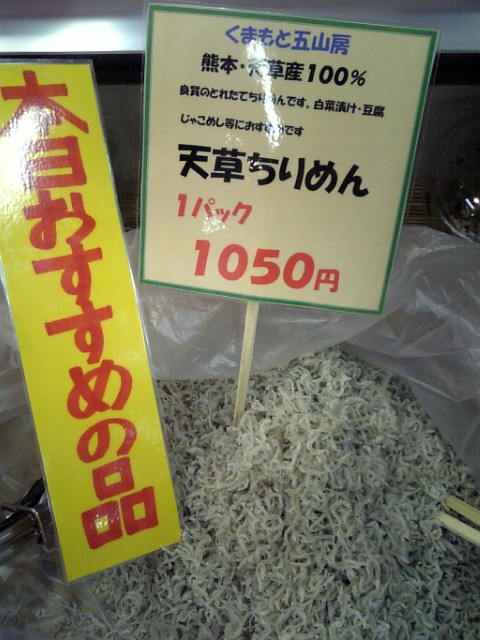 くまもと五山房
熊本・天草産100%
良質のとれたてちりめんです。白菜漬け・豆腐
じゃこめし等におすすめです
天草ちりめん
1パック
1050円
本日おすすめの品